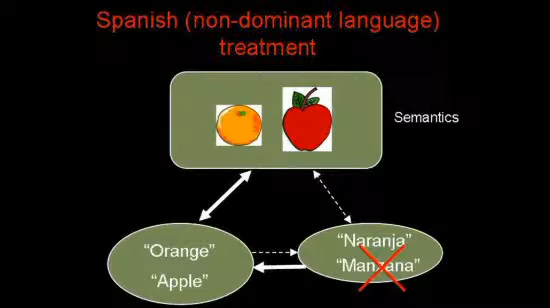 Spanish (non-dominant language)
treatment
Semantics
“Orange”
“Apple”
“Naranja”
“Manzana”